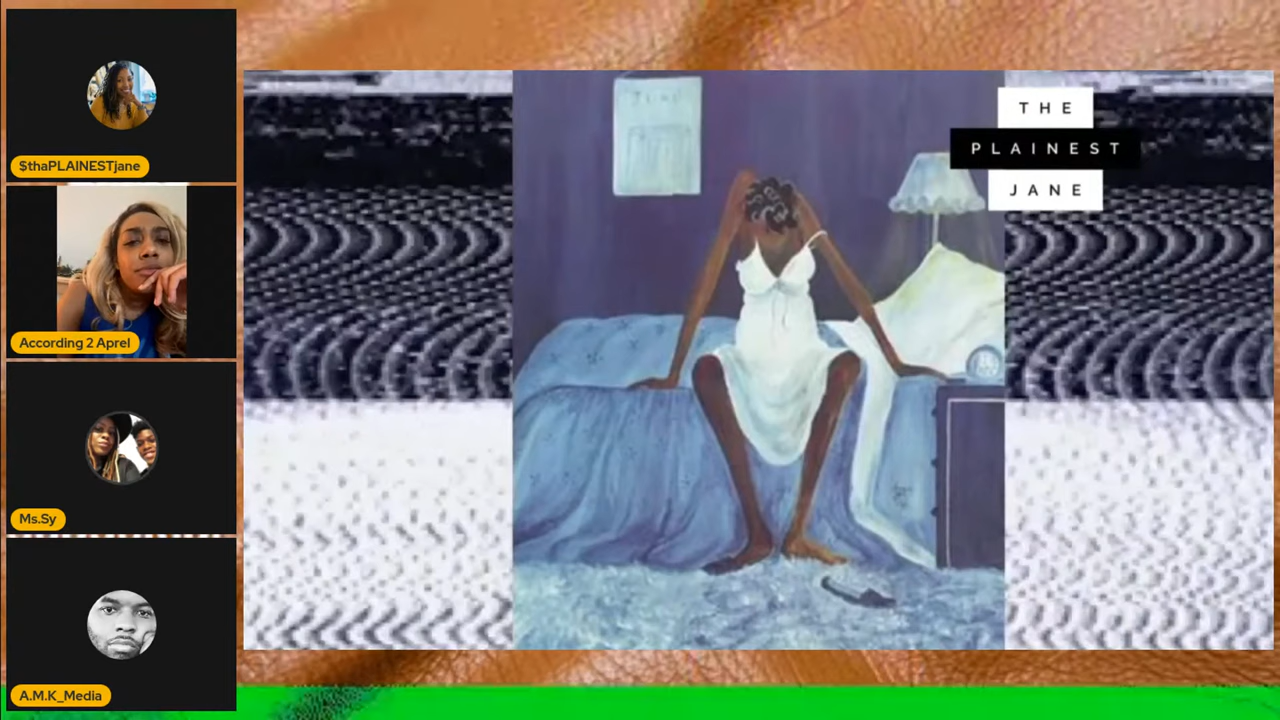 $thaPLAINESTjane
According 2 Aprel
Ms.Sy
A.M.K_Media
THE
PLAINEST
JANE